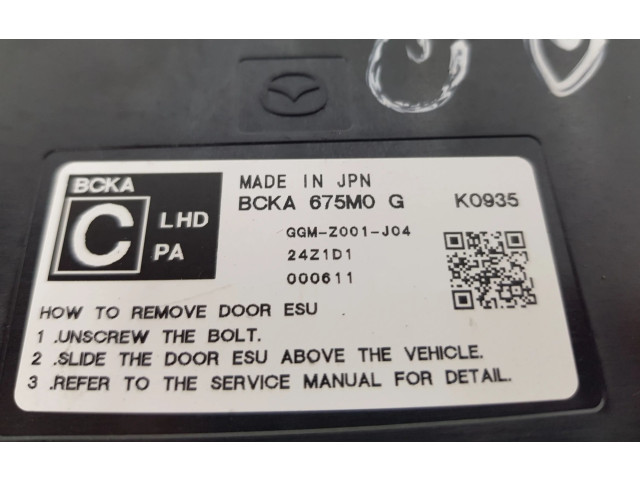 BCKA
C LHD
PA
MADE IN JPN
BCKA 675M0 G K0935
GGM-Z001-J04
24Z1D1
000611
HOW TO REMOVE DOOR ESU
1 .UNSCREW THE BOLT.
2 .SLIDE THE DOOR ESU ABOVE THE VEHICLE.
3 .REFER TO THE SERVICE MANUAL FOR DETAIL.